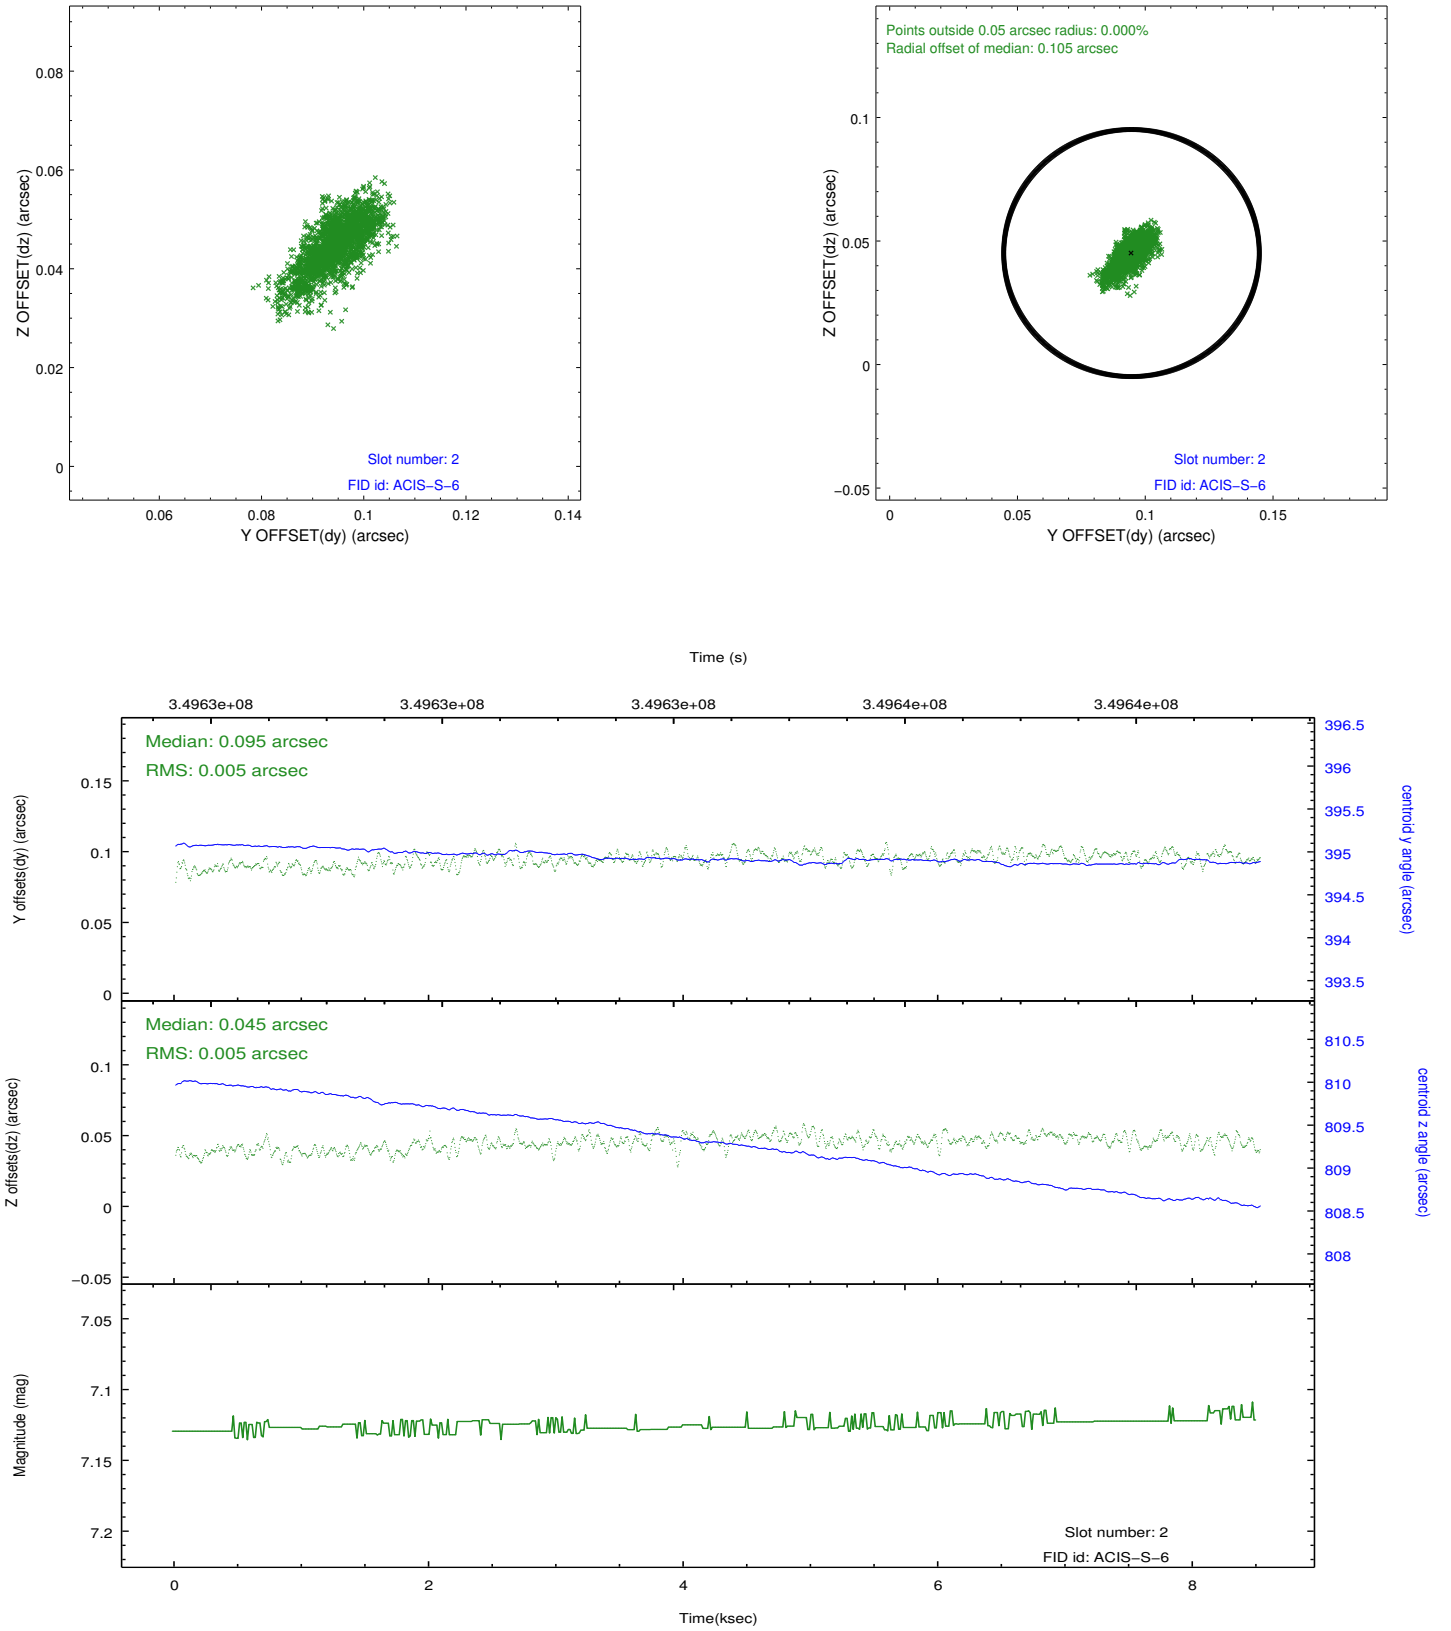 0.08
0.06
0.04
0.02
0
Z OFFSET(dz) (arcsec)
Slot number: 2
FID id: ACIS−S−6
0.06
0.08
0.1
0.12
0.14
Y OFFSET(dy) (arcsec)
Points outside 0.05 arcsec radius: 0.000%
Radial offset of median: 0.105 arcsec
0.1
0.05
0
−0.05
Z OFFSET(dz) (arcsec)
Slot number: 2
FID id: ACIS−S−6
0
0.05
0.1
0.15
Y OFFSET(dy) (arcsec)
Time (s)
3.4963e+08
3.4963e+08
3.4963e+08
3.4964e+08
3.4964e+08
Median: 0.095 arcsec
RMS: 0.005 arcsec
0.15
0.1
0.05
0
Y offsets(dy) (arcsec)
396.5
396
395.5
395
394.5
394
393.5
centroid y angle (arcsec)
Median: 0.045 arcsec
RMS: 0.005 arcsec
0.1
0.05
0
−0.05
Z offsets(dz) (arcsec)
810.5
810
809.5
809
808.5
808
centroid z angle (arcsec)
7.05
7.1
7.15
7.2
Magnitude (mag)
Slot number: 2
FID id: ACIS−S−6
0
2
4
6
8
Time(ksec)